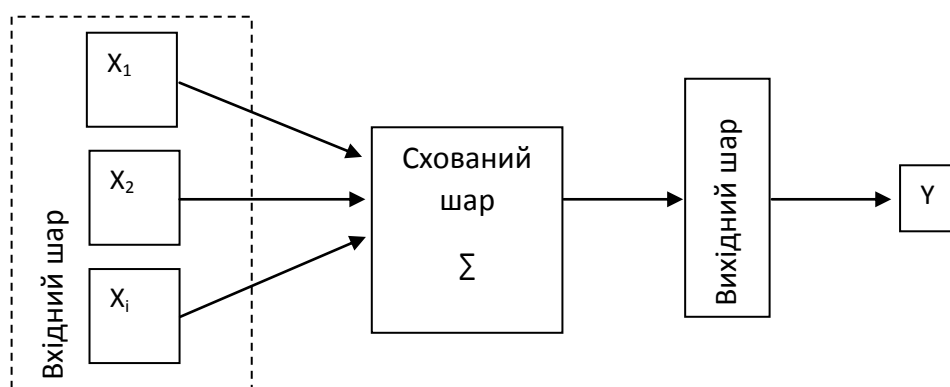 X₁
X₂
Xᵢ
Вхідний шар
Схований
шар
∑
Вихідний шар
Y